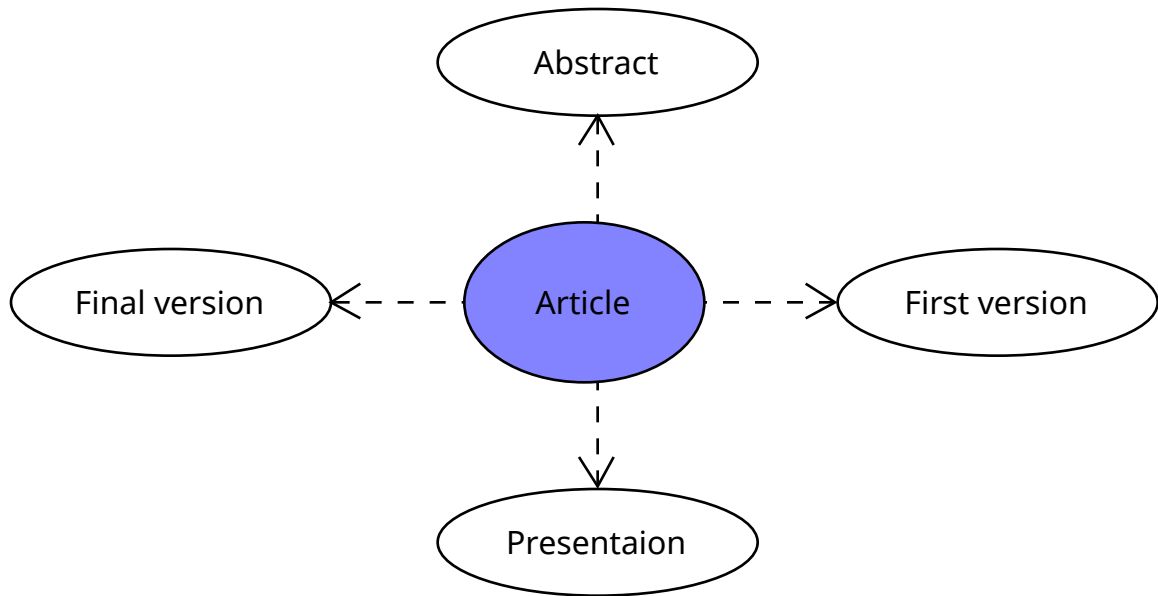 Abstract
Final version
Article
First version
Presentaion